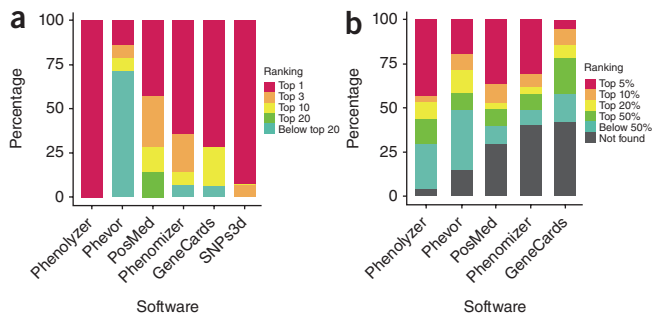 a
100
75
50
25
0
Percentage
Ranking
Top 1
Top 3
Top 10
Top 20
Below top 20
Phenolyzer
Phevor
PosMed
Phenomizer
GeneCards
SNPs3d
Software
b
100
75
50
25
0
Percentage
Ranking
Top 5%
Top 10%
Top 20%
Top 50%
Below 50%
Not found
Phenolyzer
Phevor
PosMed
Phenomizer
GeneCards
Software